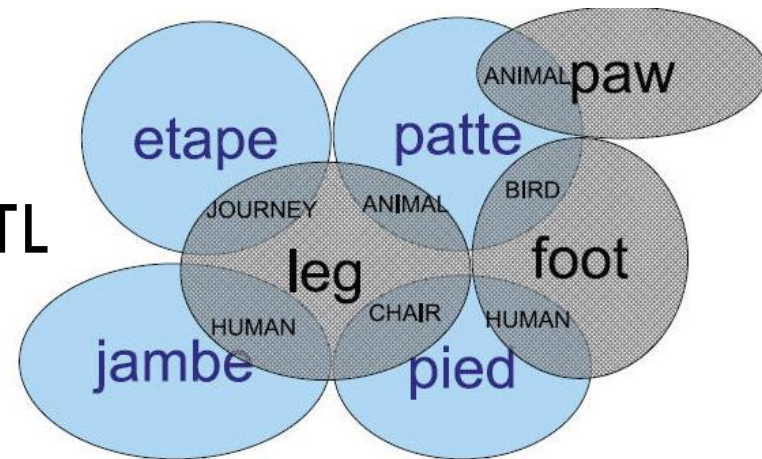 ANIMAL paw
etape patte
JOURNEY ANIMAL BIRD
TL
leg foot
HUMAN CHAIR HUMAN
jambe pied